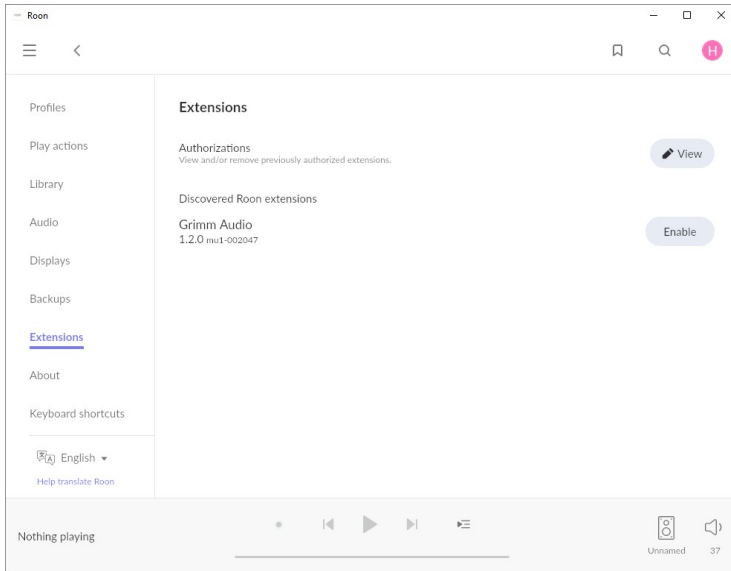 Roon
H
Profiles
Play actions
Library
Audio
Displays
Backups
Extensions
About
Keyboard shortcuts
English
Help translate Roon
Extensions
Authorizations
View and/or remove previously authorized extensions.
View
Discovered Roon extensions
Grimm Audio
1.2.0 mu1-002047
Enable
Nothing playing
Unnamed
37